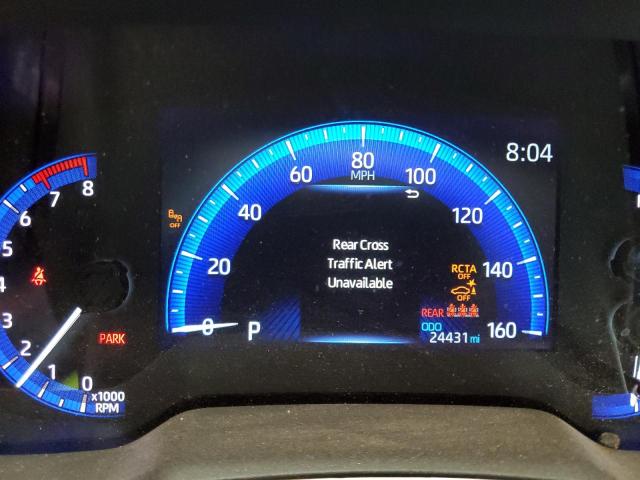 8:04
80
MPH
60
100
40
120
20
140
0
160
Rear Cross
Traffic Alert
Unavailable
OFF
RCTA
OFF
OFF
REAR
ODO
24431 mi
P
8
7
6
5
4
3
2
1
0
x1000
RPM
PARK